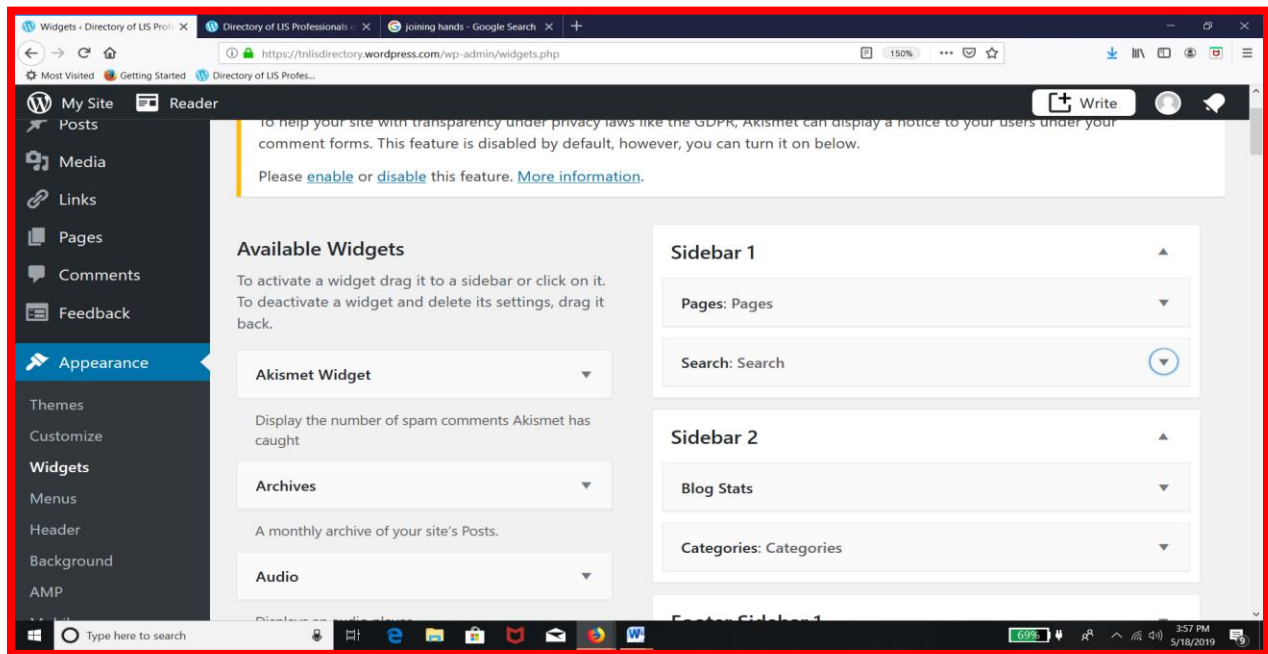 Widgets ‹ Directory of LIS Prof
Directory of LIS Professionals
joining hands - Google Search
https://tnlisdirectory.wordpress.com/wp-admin/widgets.php
150%
Most Visited
Getting Started
Directory of LIS Profes...
My Site
Reader
Write
Posts
Media
Links
Pages
Comments
Feedback
Appearance
Themes
Customize
Widgets
Menus
Header
Background
AMP
To help your site with transparency under privacy laws like the GDPR, Akismet can display a notice to your users under your
comment forms. This feature is disabled by default, however, you can turn it on below.
Please enable or disable this feature. More information.
Available Widgets
To activate a widget drag it to a sidebar or click on it.
To deactivate a widget and delete its settings, drag it
back.
Akismet Widget
Display the number of spam comments Akismet has
caught
Archives
A monthly archive of your site's Posts.
Audio
Sidebar 1
Pages: Pages
Search: Search
Sidebar 2
Blog Stats
Categories: Categories
Footer Sidebar 1
Type here to search
69%
3:57 PM
5/18/2019